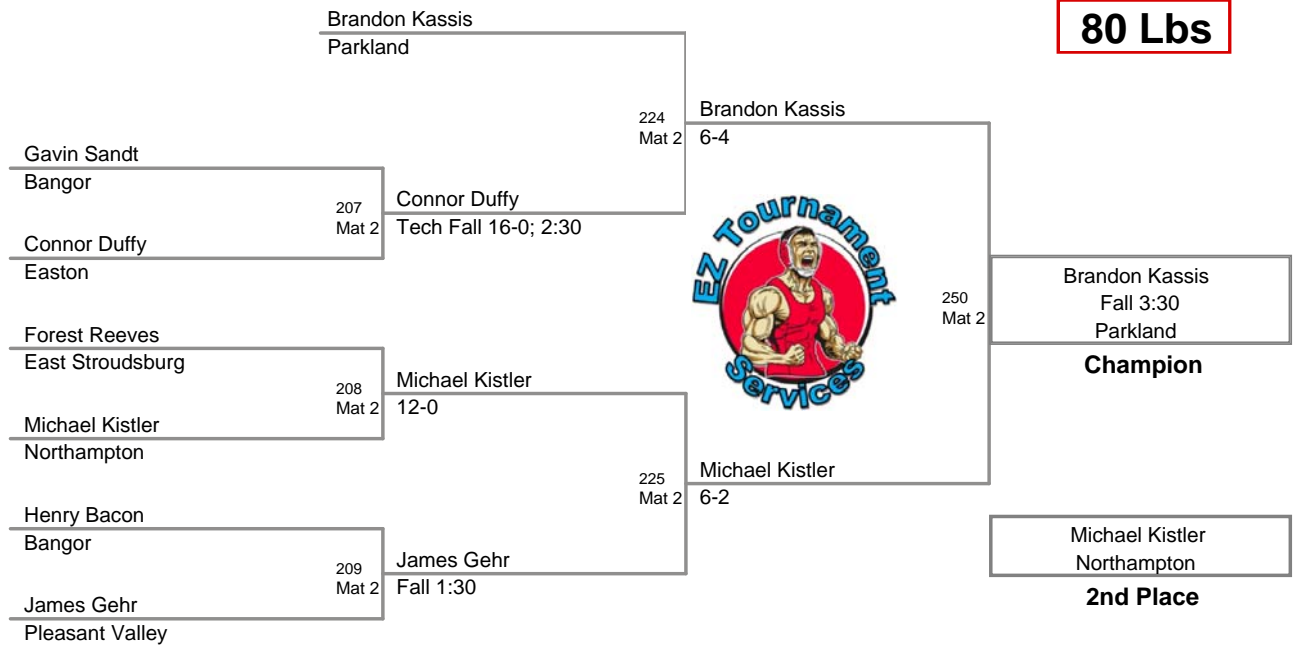 80 Lbs
Brandon Kassis
Parkland
224
Mat 2
Brandon Kassis
6-4
Gavin Sandt
Bangor
207
Mat 2
Connor Duffy
Tech Fall 16-0; 2:30
Connor Duffy
Easton
EZ Tournament
Services
250
Mat 2
Brandon Kassis
Fall 3:30
Parkland
Champion
Forest Reeves
East Stroudsburg
208
Mat 2
Michael Kistler
12-0
Michael Kistler
Northampton
225
Mat 2
Michael Kistler
6-2
Henry Bacon
Bangor
209
Mat 2
James Gehr
Fall 1:30
James Gehr
Pleasant Valley
Michael Kistler
Northampton
2nd Place